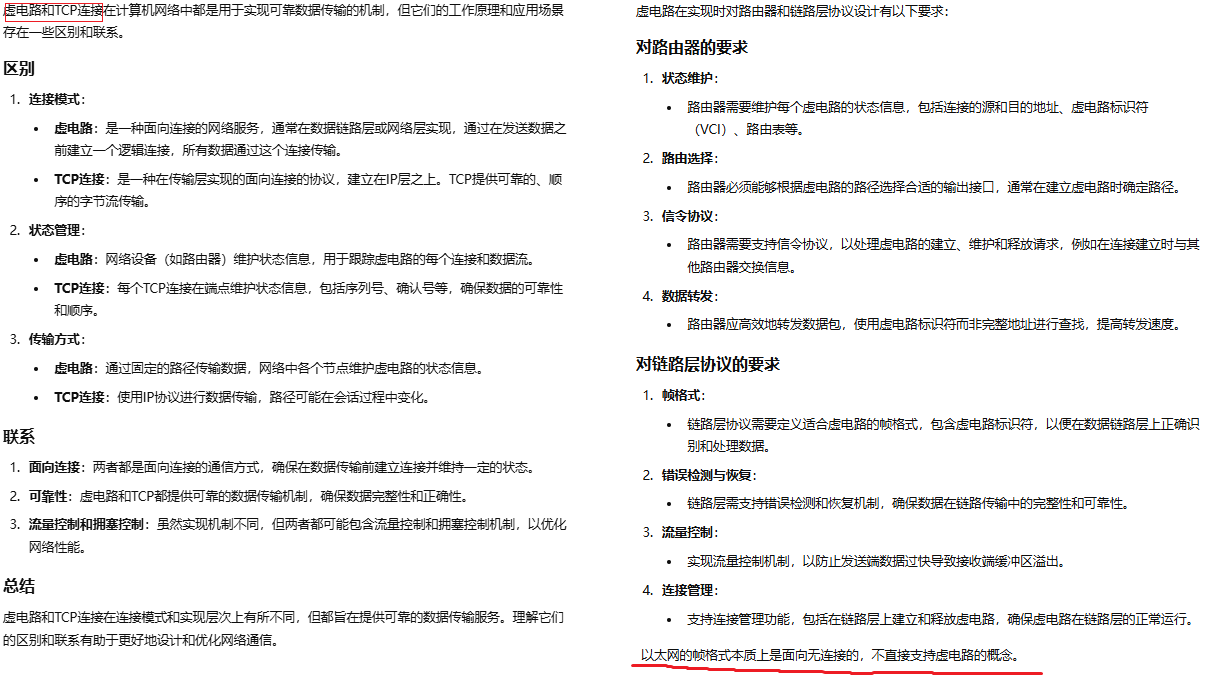 虚电路和TCP连接在计算机网络中都是用于实现可靠数据传输的机制，但它们的工作原理和应用场景
存在一些区别和联系。
区别
1. 连接模式：
• 虚电路：是一种面向连接的网络服务，通常在数据链路层或网络层实现，通过在发送数据之
前建立一个逻辑连接，所有数据通过这个连接传输。
• TCP连接：是一种在传输层实现的面向连接的协议，建立在IP层之上。TCP提供可靠的、顺
序的字节流传输。
2. 状态管理：
• 虚电路：网络设备（如路由器）维护状态信息，用于跟踪虚电路的每个连接和数据流。
• TCP连接：每个TCP连接在端点维护状态信息，包括序列号、确认号等，确保数据的可靠性
和顺序。
3. 传输方式：
• 虚电路：通过固定的路径传输数据，网络中各个节点维护虚电路的状态信息。
• TCP连接：使用IP协议进行数据传输，路径可能在会话过程中变化。
联系
1. 面向连接：两者都是面向连接的通信方式，确保在数据传输前建立连接并维持一定的状态。
2. 可靠性：虚电路和TCP都提供可靠的数据传输机制，确保数据完整性和正确性。
3. 流量控制和拥塞控制：虽然实现机制不同，但两者都可能包含流量控制和拥塞控制机制，以优化
网络性能。
总结
虚电路和TCP连接在连接模式和实现层次上有所不同，但都旨在提供可靠的数据传输服务。理解它们
的区别和联系有助于更好地设计和优化网络通信。
虚电路在实现时对路由器和链路层协议设计有以下要求：
对路由器的要求
1. 状态维护：
• 路由器需要维护每个虚电路的状态信息，包括连接的源和目的地址、虚电路标识符
（VCI）、路由表等。
2. 路由选择：
• 路由器必须能够根据虚电路的路径选择合适的输出接口，通常在建立虚电路时确定路径。
3. 信令协议：
• 路由器需要支持信令协议，以处理虚电路的建立、维护和释放请求，例如在连接建立时与其
他路由器交换信息。
4. 数据转发：
• 路由器应高效地转发数据包，使用虚电路标识符而非完整地址进行查找，提高转发速度。
对链路层协议的要求
1. 帧格式：
• 链路层协议需要定义适合虚电路的帧格式，包含虚电路标识符，以便在数据链路层上正确识
别和处理数据。
2. 错误检测与恢复：
• 链路层需支持错误检测和恢复机制，确保数据在链路传输中的完整性和可靠性。
3. 流量控制：
• 实现流量控制机制，以防止发送端数据过快导致接收端缓冲区溢出。
4. 连接管理：
• 支持连接管理功能，包括在链路层上建立和释放虚电路，确保虚电路在链路层的正常运行。
以太网的帧格式本质上是面向无连接的，不直接支持虚电路的概念。